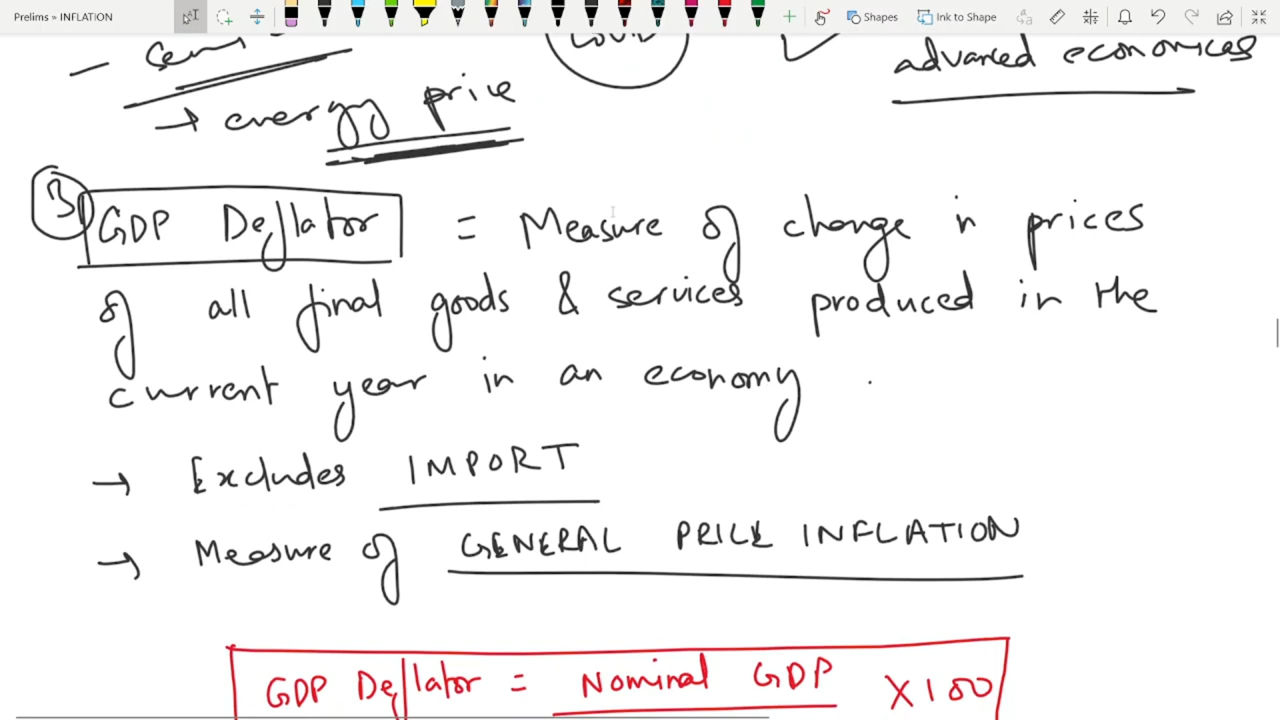 Prelims » INFLATION
Shapes
Ink to Shape
advanced economices
→ energy price
3 GDP Deflator = Measure of change in prices
of all final goods & services produced in the
current year in an economy .
→ Excludes IMPORT
→ Measure of GENERAL PRICE INFLATION
GDP Deflator = Nominal GDP X100